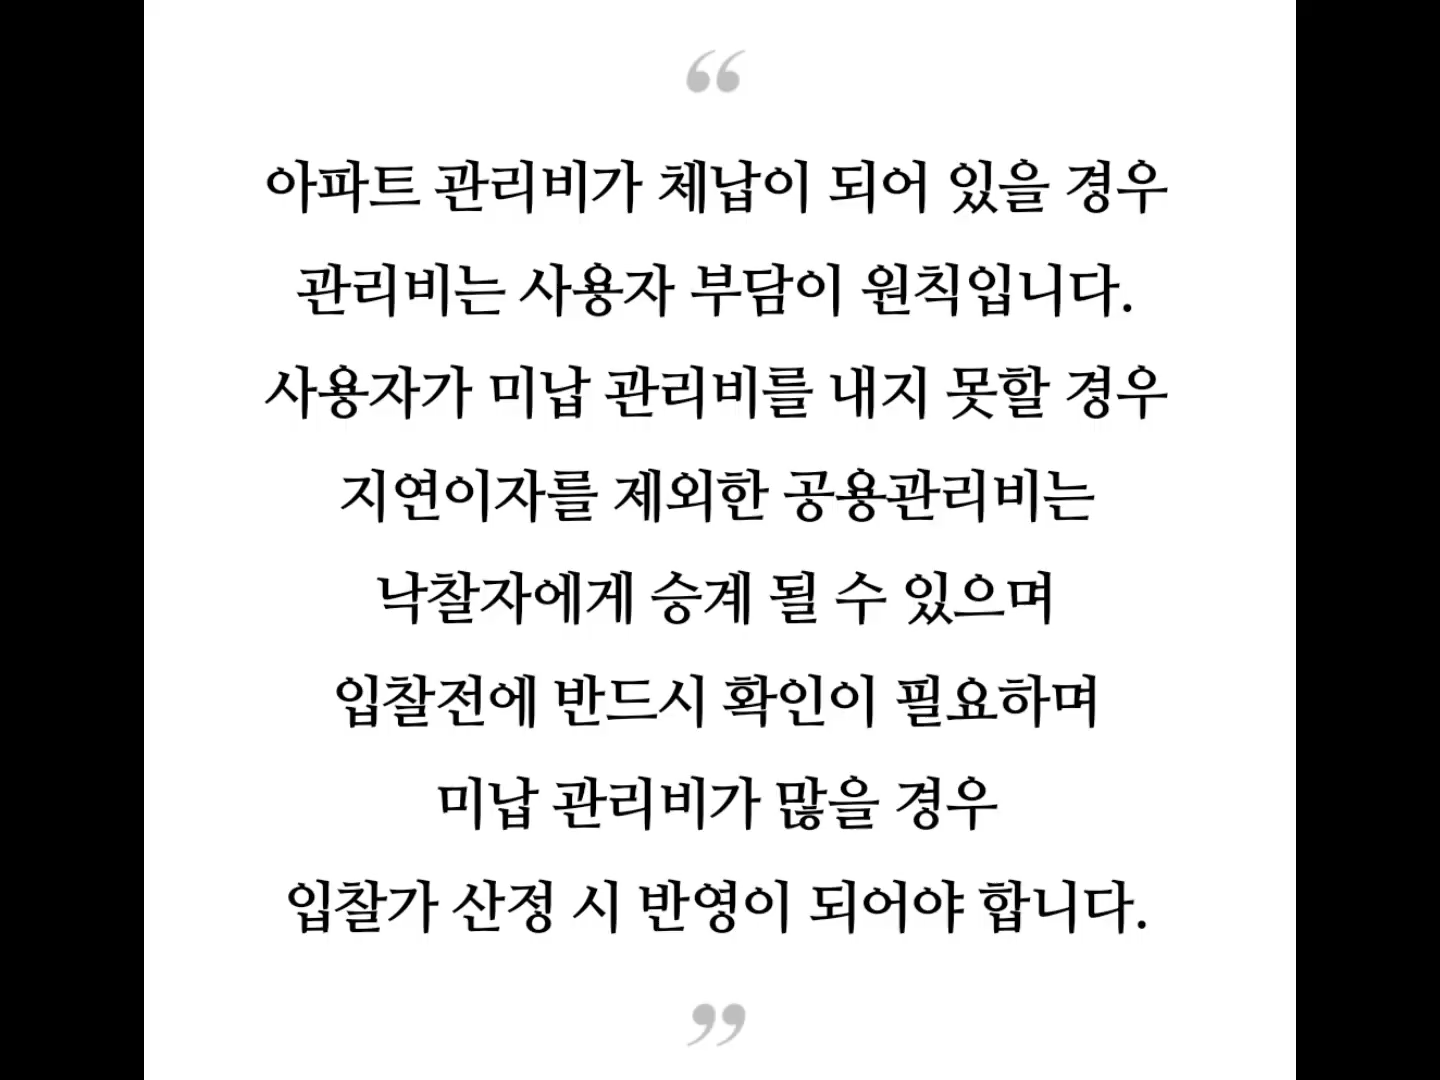 “
아파트 관리비가 체납이 되어 있을 경우
관리비는 사용자 부담이 원칙입니다.
사용자가 미납 관리비를 내지 못할 경우
지연이자를 제외한 공용관리비는
낙찰자에게 승계 될 수 있으며
입찰전에 반드시 확인이 필요하며
미납 관리비가 많을 경우
입찰가 산정 시 반영이 되어야 합니다.
”